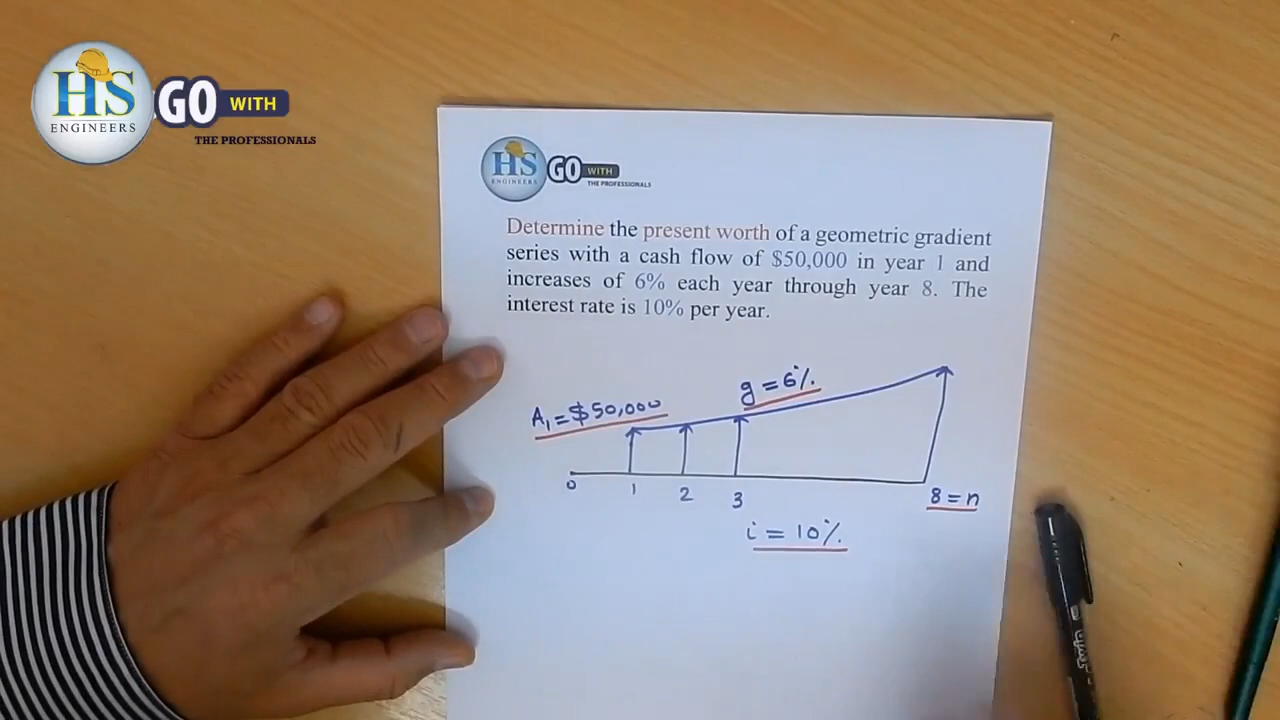 HS
ENGINEERS
GO WITH
THE PROFESSIONALS
HS
ENGINEERS
GO WITH
THE PROFESSIONALS
Determine the present worth of a geometric gradient
series with a cash flow of $50,000 in year 1 and
increases of 6% each year through year 8. The
interest rate is 10% per year.
g = 6%
A₁ = $50,000
0 1 2 3 8 = n
i = 10%